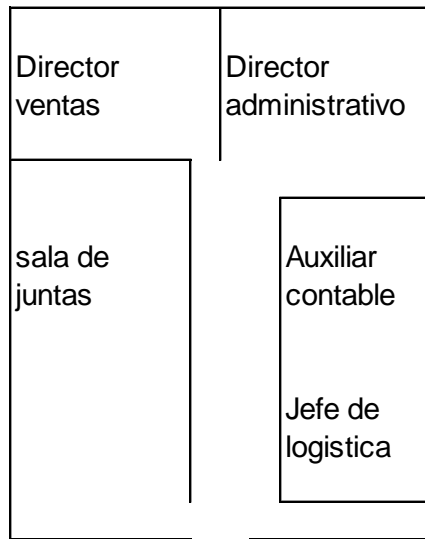 Director
ventas
Director
administrativo
sala de
juntas
Auxiliar
contable
Jefe de
logistica